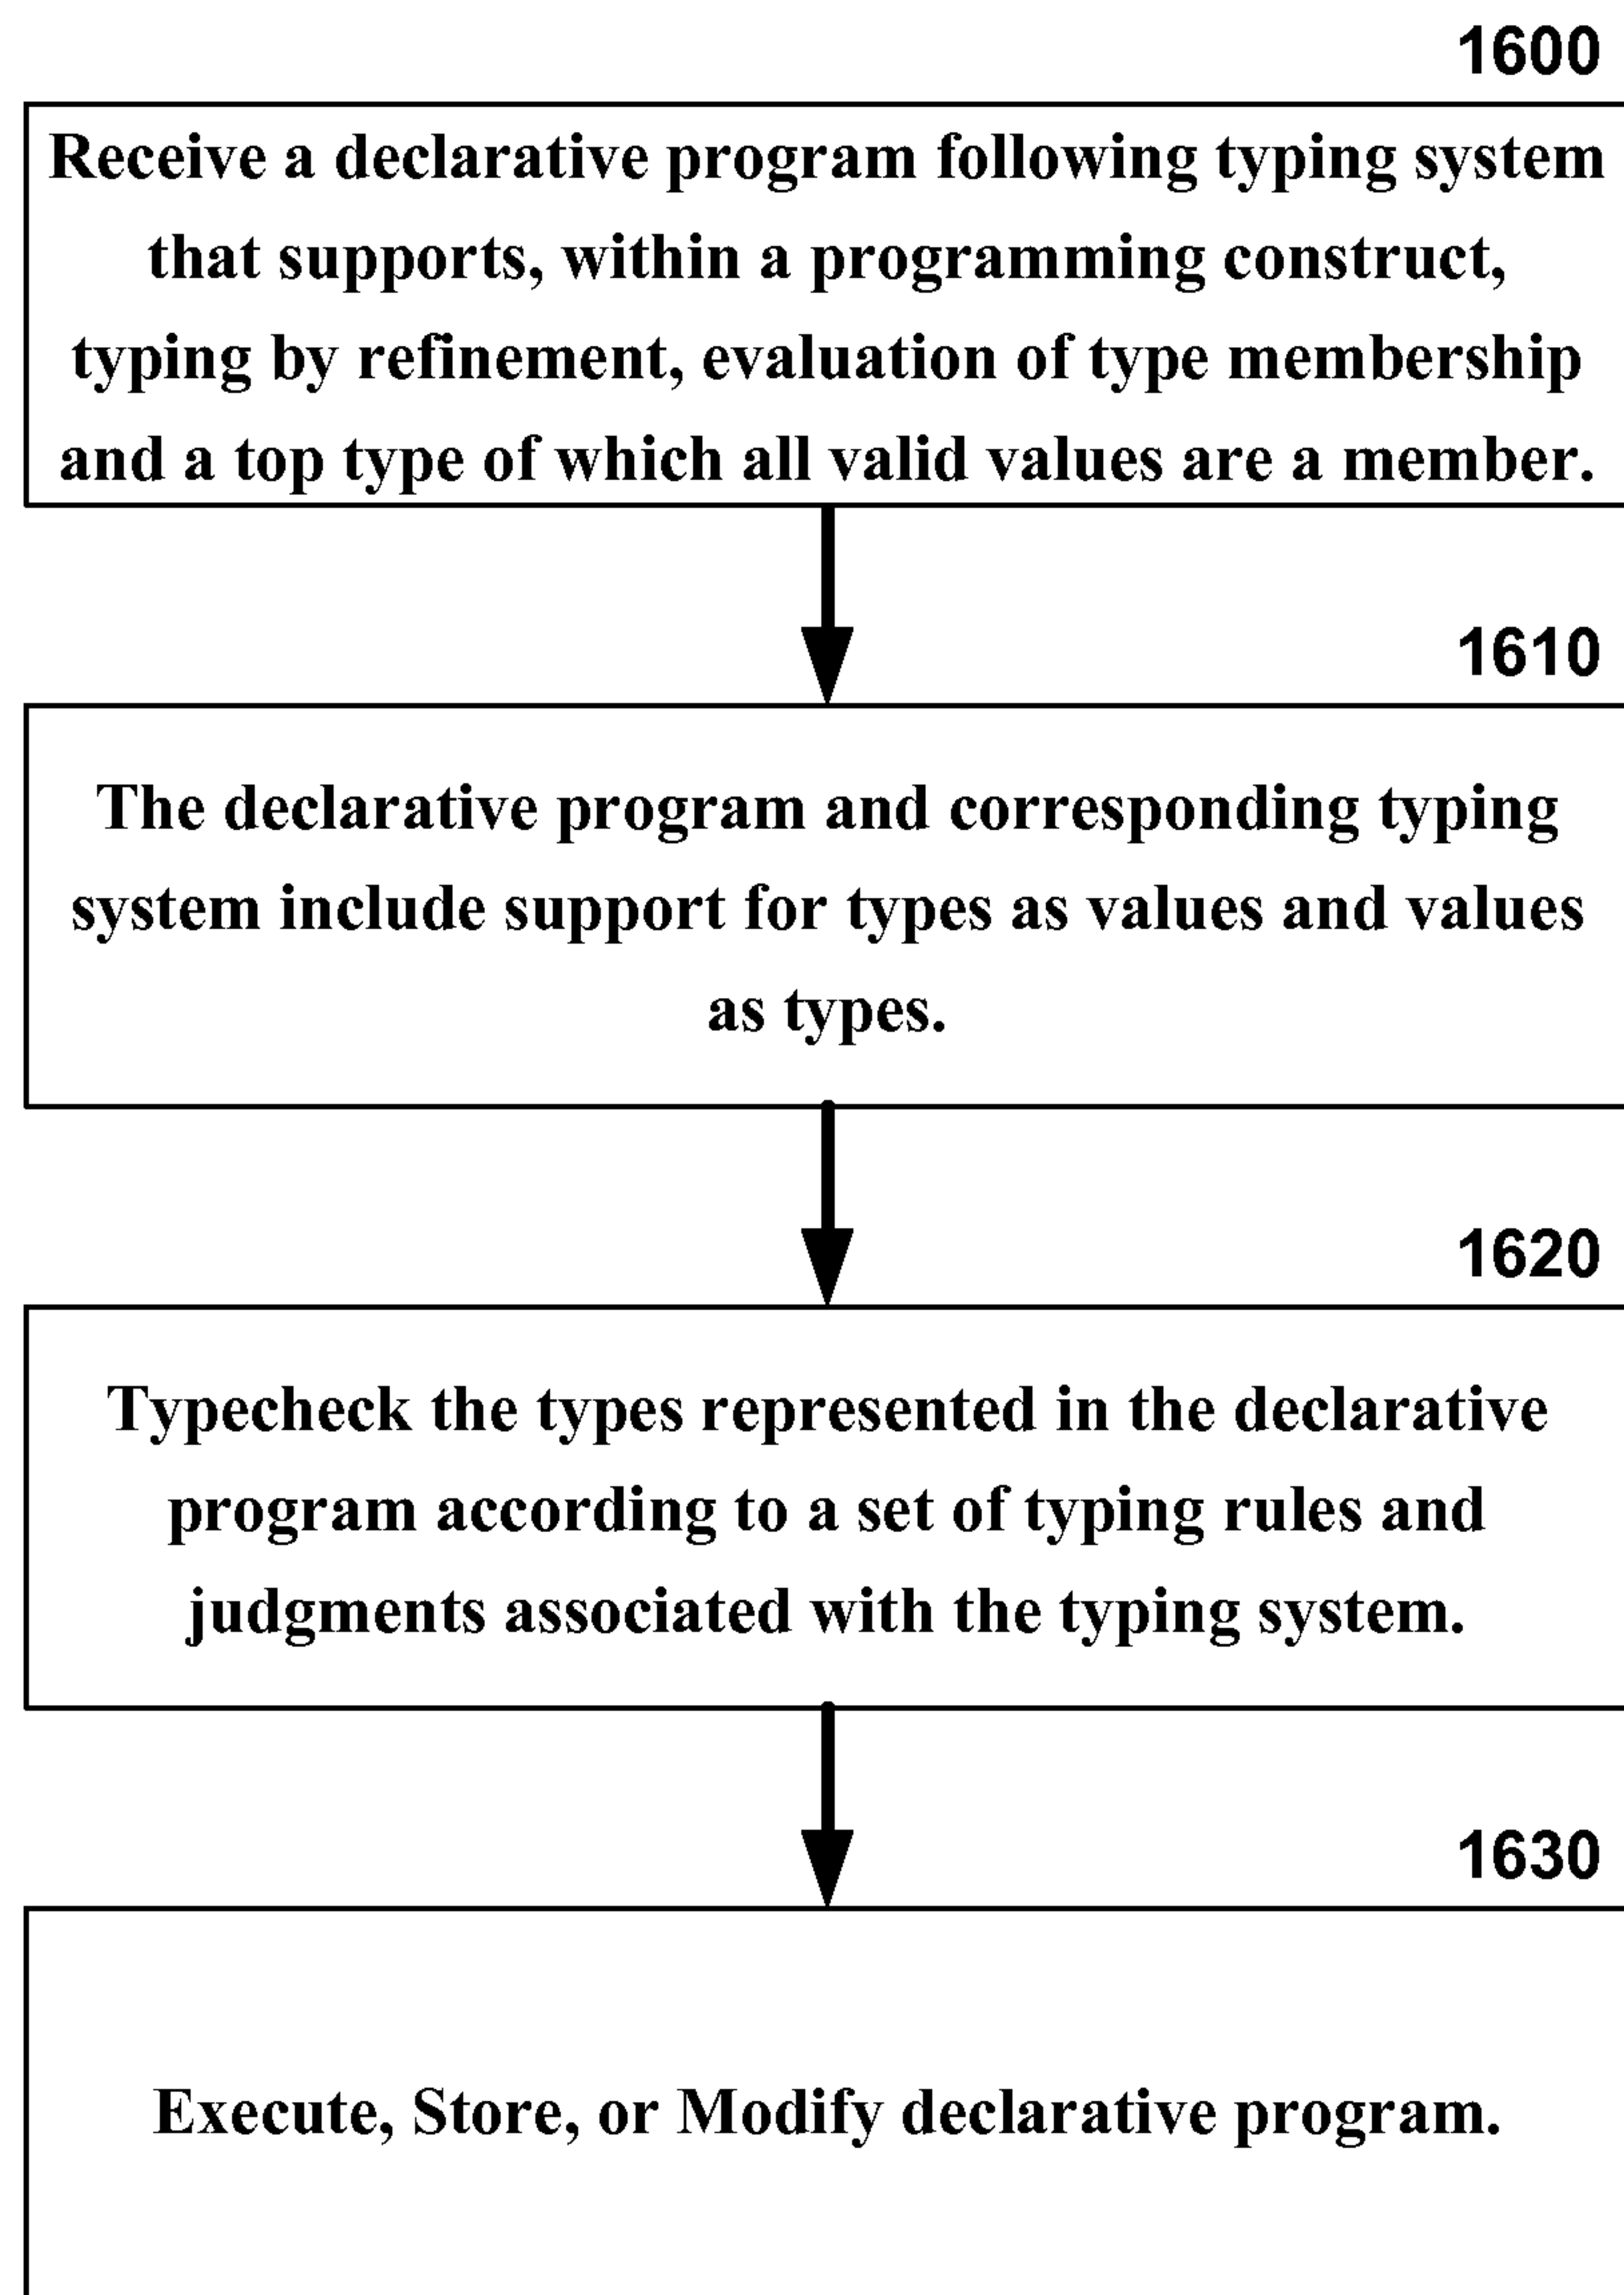 1600
Receive a declarative program following typing system
that supports, within a programming construct,
typing by refinement, evaluation of type membership
and a top type of which all valid values are a member.
1610
The declarative program and corresponding typing
system include support for types as values and values
as types.
1620
Typecheck the types represented in the declarative
program according to a set of typing rules and
judgments associated with the typing system.
1630
Execute, Store, or Modify declarative program.